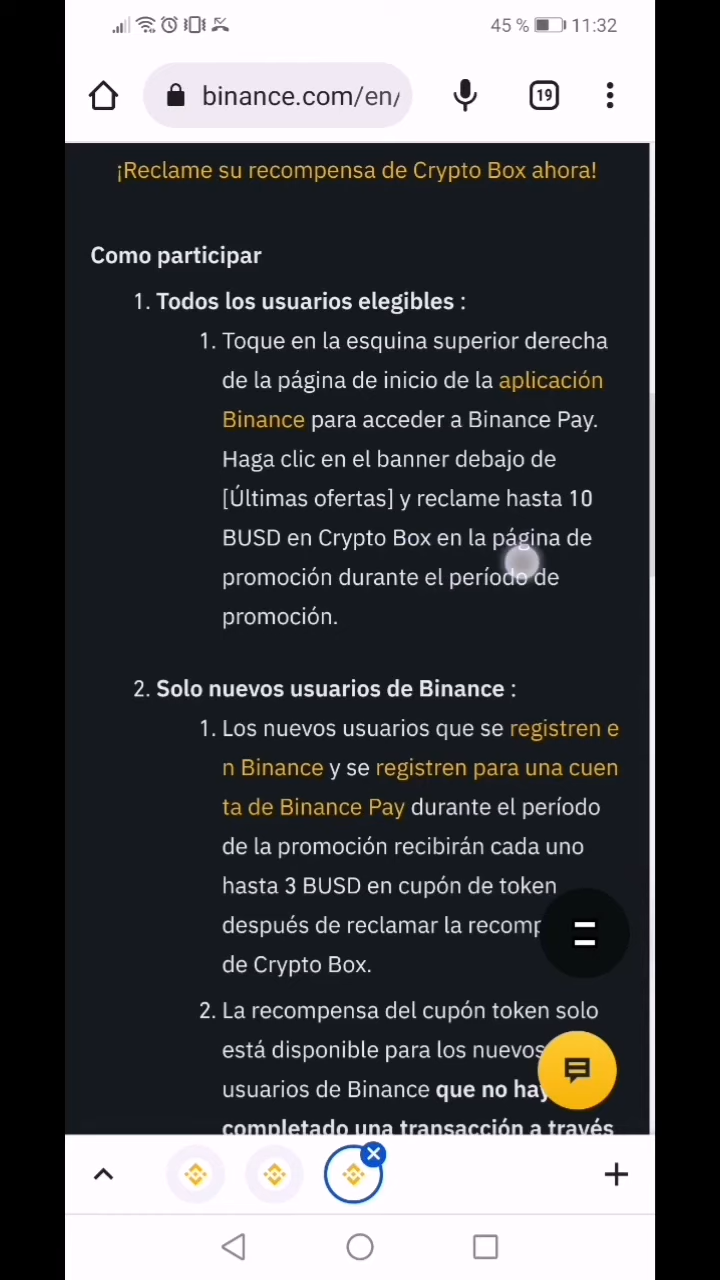 45 % 11:32
binance.com/en/
19
¡Reclame su recompensa de Crypto Box ahora!
Como participar
1. Todos los usuarios elegibles :
1. Toque en la esquina superior derecha
de la página de inicio de la aplicación
Binance para acceder a Binance Pay.
Haga clic en el banner debajo de
[Últimas ofertas] y reclame hasta 10
BUSD en Crypto Box en la página de
promoción durante el período de
promoción.
2. Solo nuevos usuarios de Binance :
1. Los nuevos usuarios que se registren e
n Binance y se registren para una cuen
ta de Binance Pay durante el período
de la promoción recibirán cada uno
hasta 3 BUSD en cupón de token
después de reclamar la recomp
de Crypto Box.
2. La recompensa del cupón token solo
está disponible para los nuevos
usuarios de Binance que no hay
completado una transacción a través